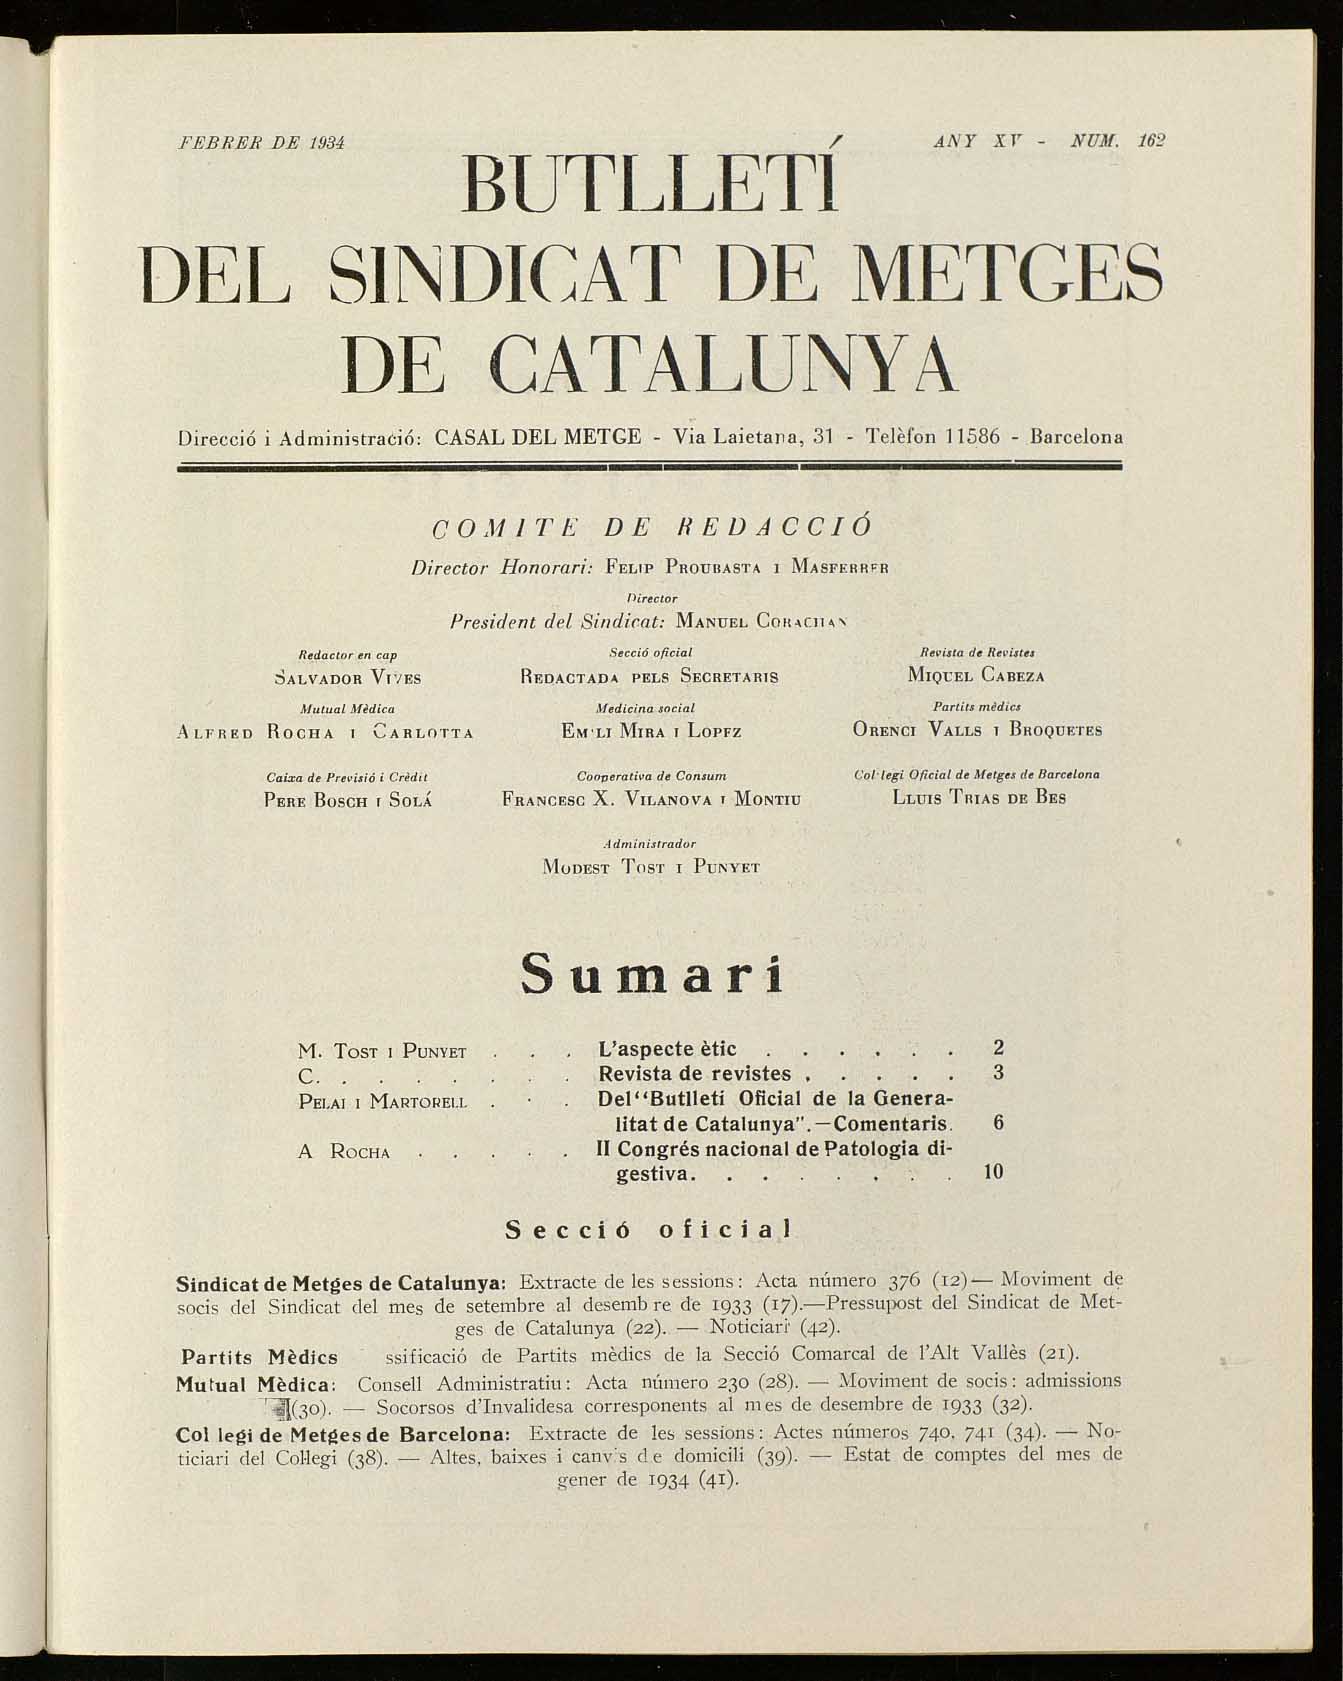 FEBRER DE 1934
ANY XV - NUM. 162
BUTLLETÍ
DEL SINDICAT DE METGES
DE CATALUNYA
Direcció i Administració: CASAL DEL METGE - Via Laietana, 31 - Telèfon 11586 - Barcelona
COMITE DE REDACCIÓ
Director Honorari: FELIP PROUBASTA I MASFERRER
Director
President del Sindicat: MANUEL CORACHAN
Redactor en cap
SALVADOR VIVES
Secció oficial
REDACTADA PELS SECRETARIS
Revista de Revistes
MIQUEL CABEZA
Mutual Mèdica
ALFRED ROCHA I CARLOTTA
Medicina social
EMILI MIRA I LOPEZ
Partits mèdics
ORENCI VALLS I BROQUETES
Caixa de Previsió i Crèdit
PERE BOSCH I SOLÁ
Cooperativa de Consum
FRANCESC X. VILANOVA I MONTIU
Col·legi Oficial de Metges de Barcelona
LLUIS TRIAS DE BES
Administrador
MODEST TOST I PUNYET
Sumari
M. TOST I PUNYET . . . L'aspecte ètic . . . . . . 2
C. . . . . . . . Revista de revistes . . . . . 3
PELAI I MARTORELL . . . Del "Butlletí Oficial de la Genera-
litat de Catalunya".—Comentaris. 6
A ROCHA . . . . . II Congrés nacional de Patologia di-
gestiva. . . . . . . . 10
Secció oficial
Sindicat de Metges de Catalunya: Extracte de les sessions: Acta número 376 (12)— Moviment de
socis del Sindicat del mes de setembre al desembre de 1933 (17).—Pressupost del Sindicat de Met-
ges de Catalunya (22). — Noticiari (42).
Partits Mèdics ssificació de Partits mèdics de la Secció Comarcal de l'Alt Vallès (21).
Mutual Mèdica: Consell Administratiu: Acta número 230 (28). — Moviment de socis: admissions
(30). — Socorsos d'Invalidesa corresponents al mes de desembre de 1933 (32).
Col legi de Metges de Barcelona: Extracte de les sessions: Actes números 740, 741 (34). — No-
ticiari del Col·legi (38). — Altes, baixes i canvis de domicili (39). — Estat de comptes del mes de
gener de 1934 (41).